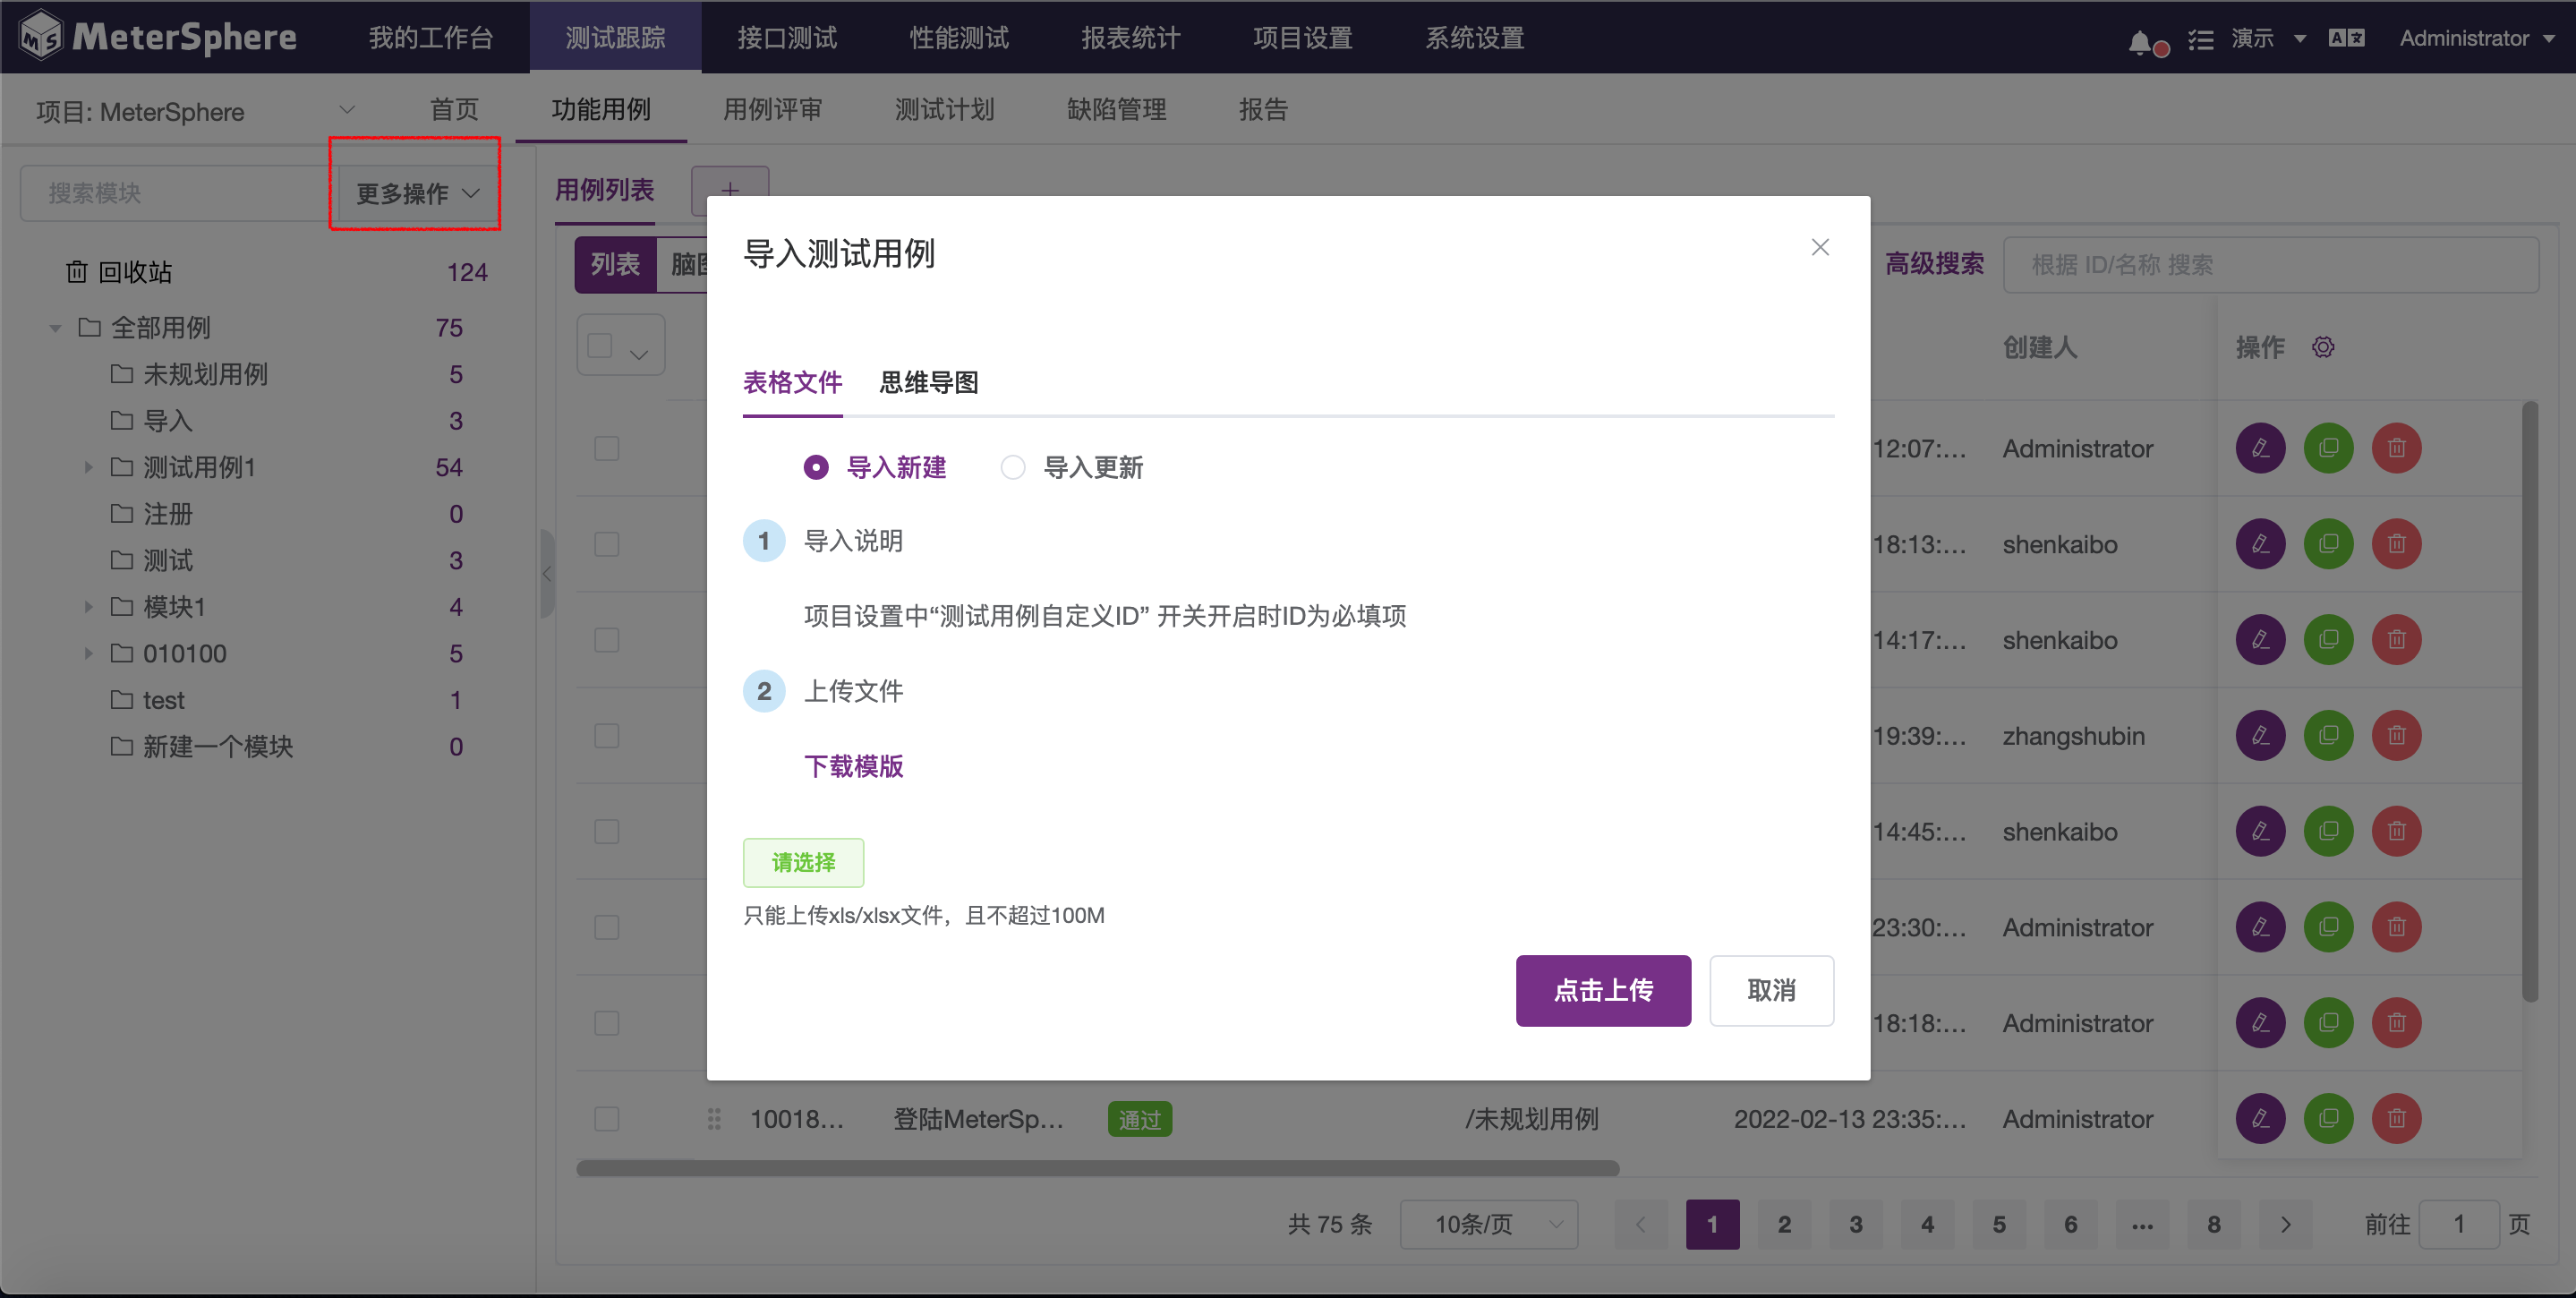 MeterSphere
我的工作台 测试跟踪 接口测试 性能测试 报表统计 项目设置 系统设置
演示 Administrator
项目: MeterSphere 首页 功能用例 用例评审 测试计划 缺陷管理 报告
搜索模块 更多操作
回收站 124
全部用例 75
未规划用例 5
导入 3
测试用例1 54
注册 0
测试 3
模块1 4
010100 5
test 1
新建一个模块 0
用例列表 +
列表
高级搜索 根据 ID/名称 搜索
创建人 操作
12:07:... Administrator
18:13:... shenkaibo
14:17:... shenkaibo
19:39:... zhangshubin
14:45:... shenkaibo
23:30:... Administrator
18:18:... Administrator
导入测试用例
表格文件 思维导图
导入新建 导入更新
1 导入说明
项目设置中“测试用例自定义ID” 开关开启时ID为必填项
2 上传文件
下载模版
请选择
只能上传xls/xlsx文件，且不超过100M
点击上传 取消
10018... 登陆MeterSp... 通过 /未规划用例 2022-02-13 23:35:... Administrator
共 75 条 10条/页 1 2 3 4 5 6 ... 8 前往 1 页